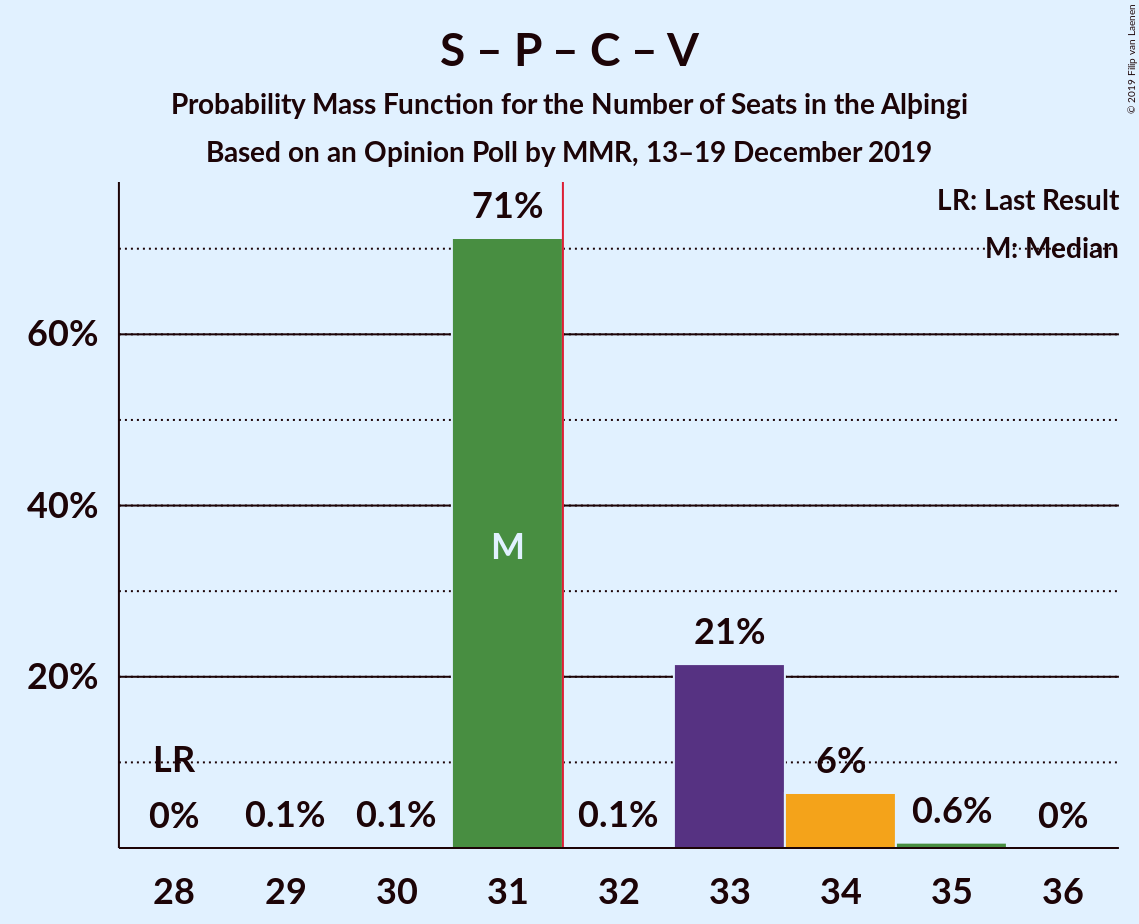 S – P – C – V
Probability Mass Function for the Number of Seats in the Alþingi
Based on an Opinion Poll by MMR, 13–19 December 2019
© 2019 Filip van Laenen
LR: Last Result
M: Median
71%
60%
40%
M
21%
20%
LR
6%
0%
0.1%
0.1%
0.1%
0.6%
0%
28 29 30 31 32 33 34 35 36